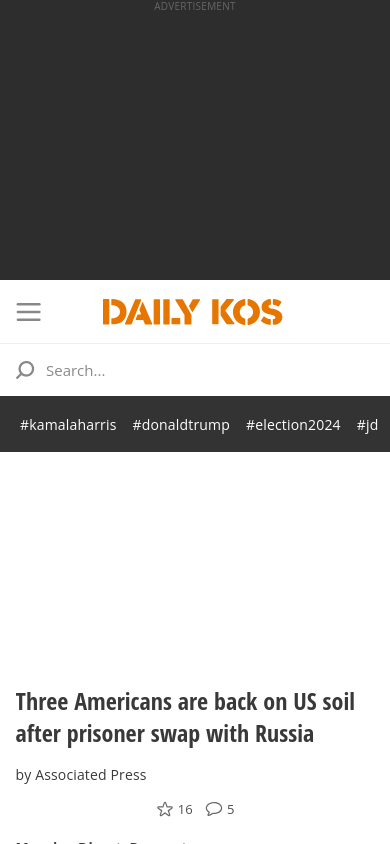 ADVERTISEMENT
DAILY KOS
Search...
#kamalaharris #donaldtrump #election2024 #jd
Three Americans are back on US soil
after prisoner swap with Russia
by Associated Press
16 5